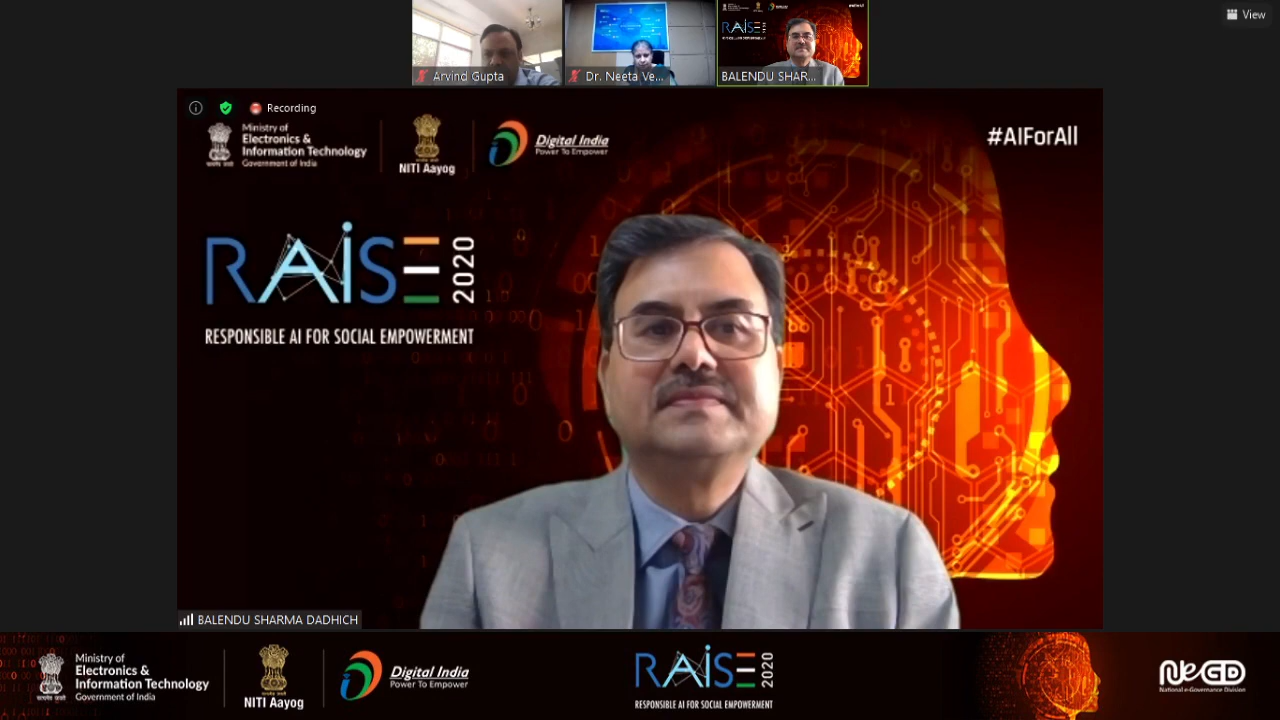 View
Arvind Gupta
Dr. Neeta Ve...
BALENDU SHAR...
Recording
Ministry of
Electronics &
Information Technology
Government of India
NITI Aayog
Digital India
Power To Empower
#AIForAll
RAiSE 2020
RESPONSIBLE AI FOR SOCIAL EMPOWERMENT
BALENDU SHARMA DADHICH
Ministry of
Electronics &
Information Technology
Government of India
NITI Aayog
Digital India
Power To Empower
RAiSE 2020
RESPONSIBLE AI FOR SOCIAL EMPOWERMENT
NeGD
National e-Governance Division